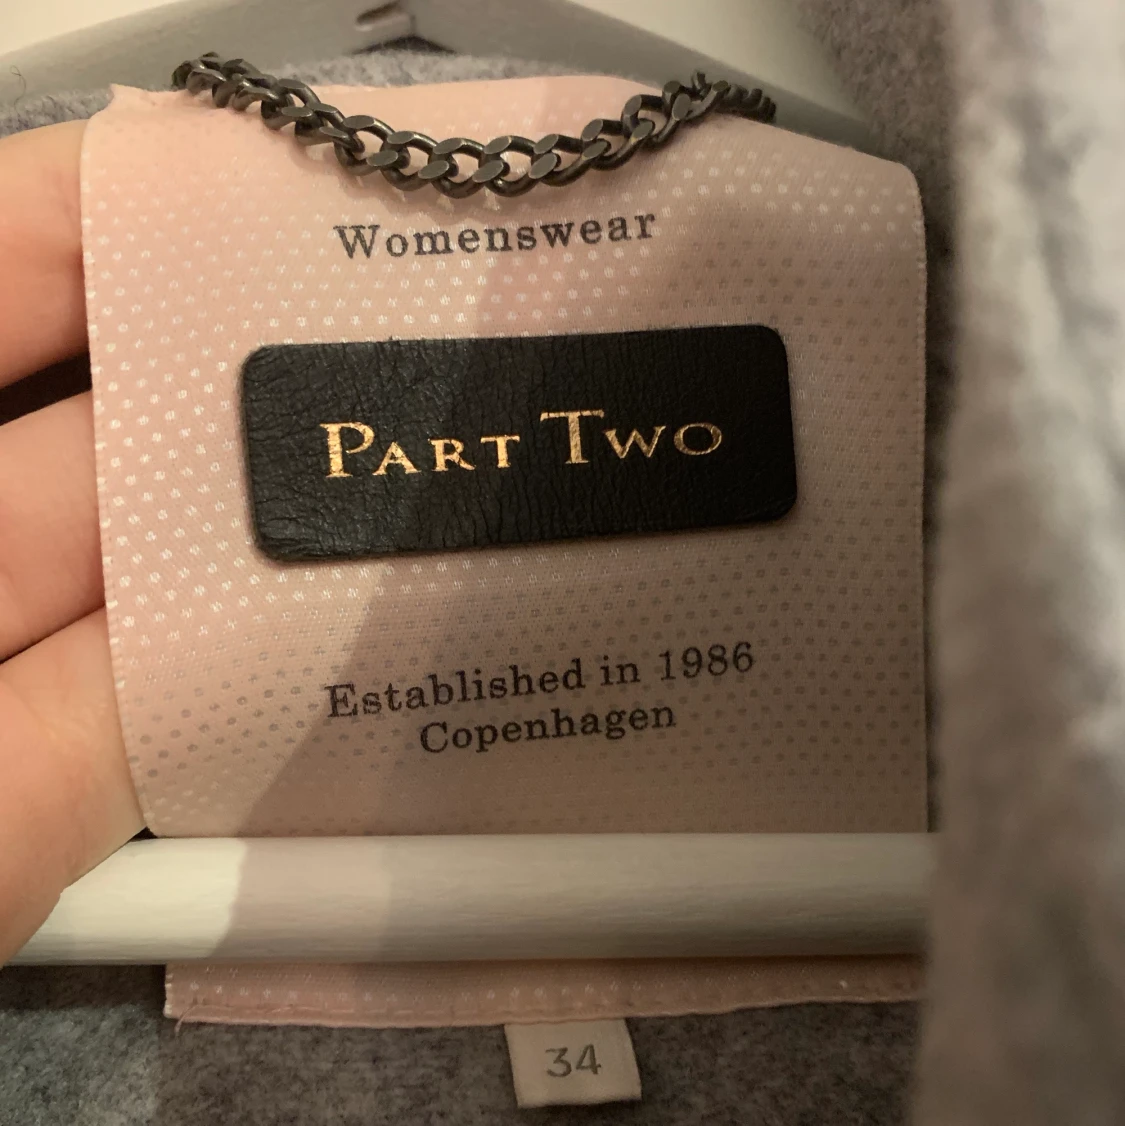 Womenswear
PART TWO
Established in 1986
Copenhagen
34